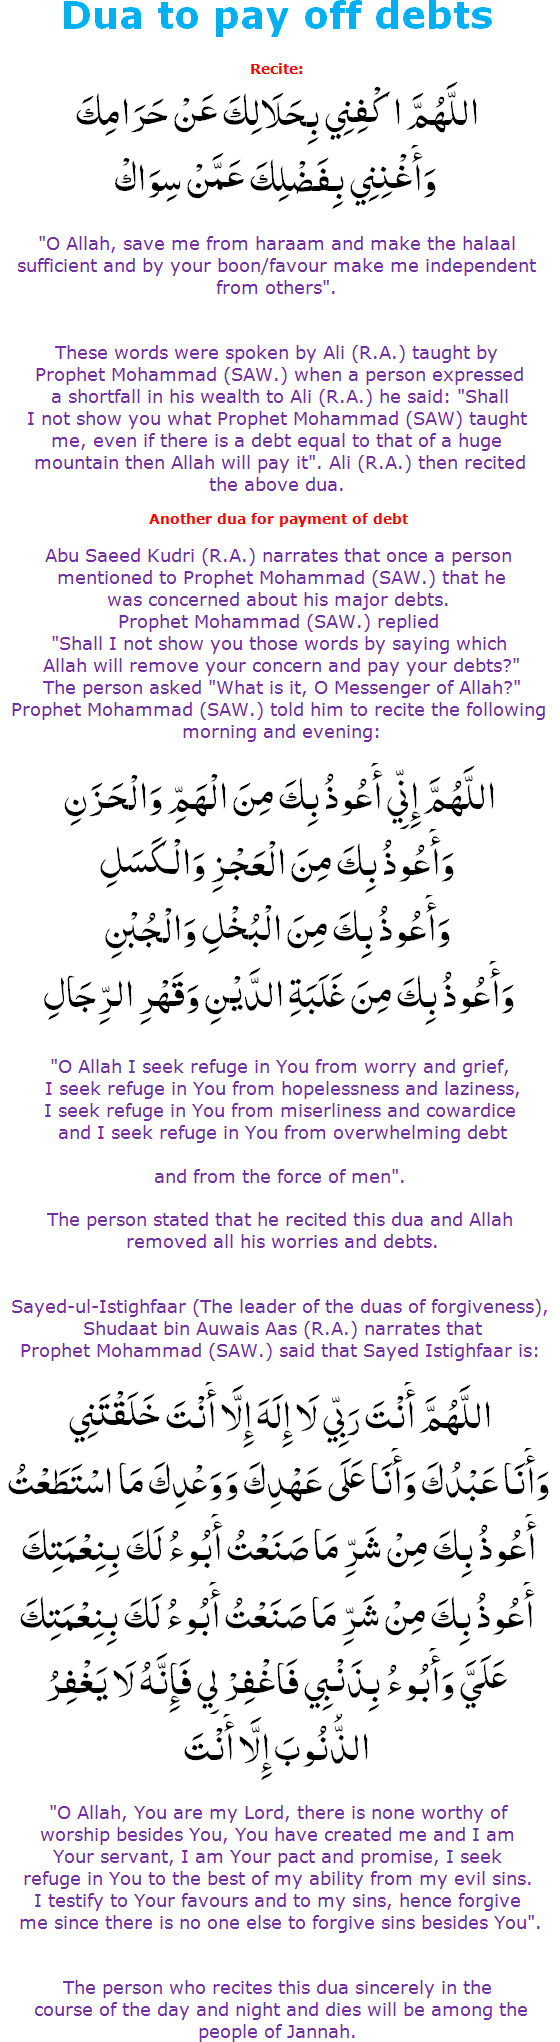 Dua to pay off debts
Recite:
اللَّهُمَّ اكْفِنِي بِحَلَالِكَ عَنْ حَرَامِكَ
وَأَغْنِنِي بِفَضْلِكَ عَمَّنْ سِوَاكْ
"O Allah, save me from haraam and make the halaal
sufficient and by your boon/favour make me independent
from others".
These words were spoken by Ali (R.A.) taught by
Prophet Mohammad (SAW.) when a person expressed
a shortfall in his wealth to Ali (R.A.) he said: "Shall
I not show you what Prophet Mohammad (SAW) taught
me, even if there is a debt equal to that of a huge
mountain then Allah will pay it". Ali (R.A.) then recited
the above dua.
Another dua for payment of debt
Abu Saeed Kudri (R.A.) narrates that once a person
mentioned to Prophet Mohammad (SAW.) that he
was concerned about his major debts.
Prophet Mohammad (SAW.) replied
"Shall I not show you those words by saying which
Allah will remove your concern and pay your debts?"
The person asked "What is it, O Messenger of Allah?"
Prophet Mohammad (SAW.) told him to recite the following
morning and evening:
اللَّهُمَّ إِنِّي أَعُوذُ بِكَ مِنَ الْهَمِّ وَالْحَزَنِ
وَأَعُوذُ بِكَ مِنَ الْعَجْزِ وَالْكَسَلِ
وَأَعُوذُ بِكَ مِنَ الْبُخْلِ وَالْجُبْنِ
وَأَعُوذُ بِكَ مِنَ غَلَبَةِ الدَّيْنِ وَقَهْرِ الرِّجَالِ
"O Allah I seek refuge in You from worry and grief,
I seek refuge in You from hopelessness and laziness,
I seek refuge in You from miserliness and cowardice
and I seek refuge in You from overwhelming debt
and from the force of men".
The person stated that he recited this dua and Allah
removed all his worries and debts.
Sayed-ul-Istighfaar (The leader of the duas of forgiveness),
Shudaat bin Auwais Aas (R.A.) narrates that
Prophet Mohammad (SAW.) said that Sayed Istighfaar is:
اللَّهُمَّ أَنْتَ رَبِّي لَا إِلَهَ إِلَّا أَنْتَ خَلَقْتَنِي
وَأَنَا عَبْدُكَ وَأَنَا عَلَى عَهْدِكَ وَوَعْدِكَ مَا اسْتَطَعْتُ
أَعُوذُ بِكَ مِنْ شَرِّ مَا صَنَعْتُ أَبُوءُ لَكَ بِنِعْمَتِكَ
أَعُوذُ بِكَ مِنْ شَرِّ مَا صَنَعْتُ أَبُوءُ لَكَ بِنِعْمَتِكَ
عَلَيَّ وَأَبُوءُ بِذَنْبِي فَاغْفِرْ لِي فَإِنَّهُ لَا يَغْفِرُ
الذُّنُوبَ إِلَّا أَنْتَ
"O Allah, You are my Lord, there is none worthy of
worship besides You, You have created me and I am
Your servant, I am Your pact and promise, I seek
refuge in You to the best of my ability from my evil sins.
I testify to Your favours and to my sins, hence forgive
me since there is no one else to forgive sins besides You".
The person who recites this dua sincerely in the
course of the day and night and dies will be among the
people of Jannah.